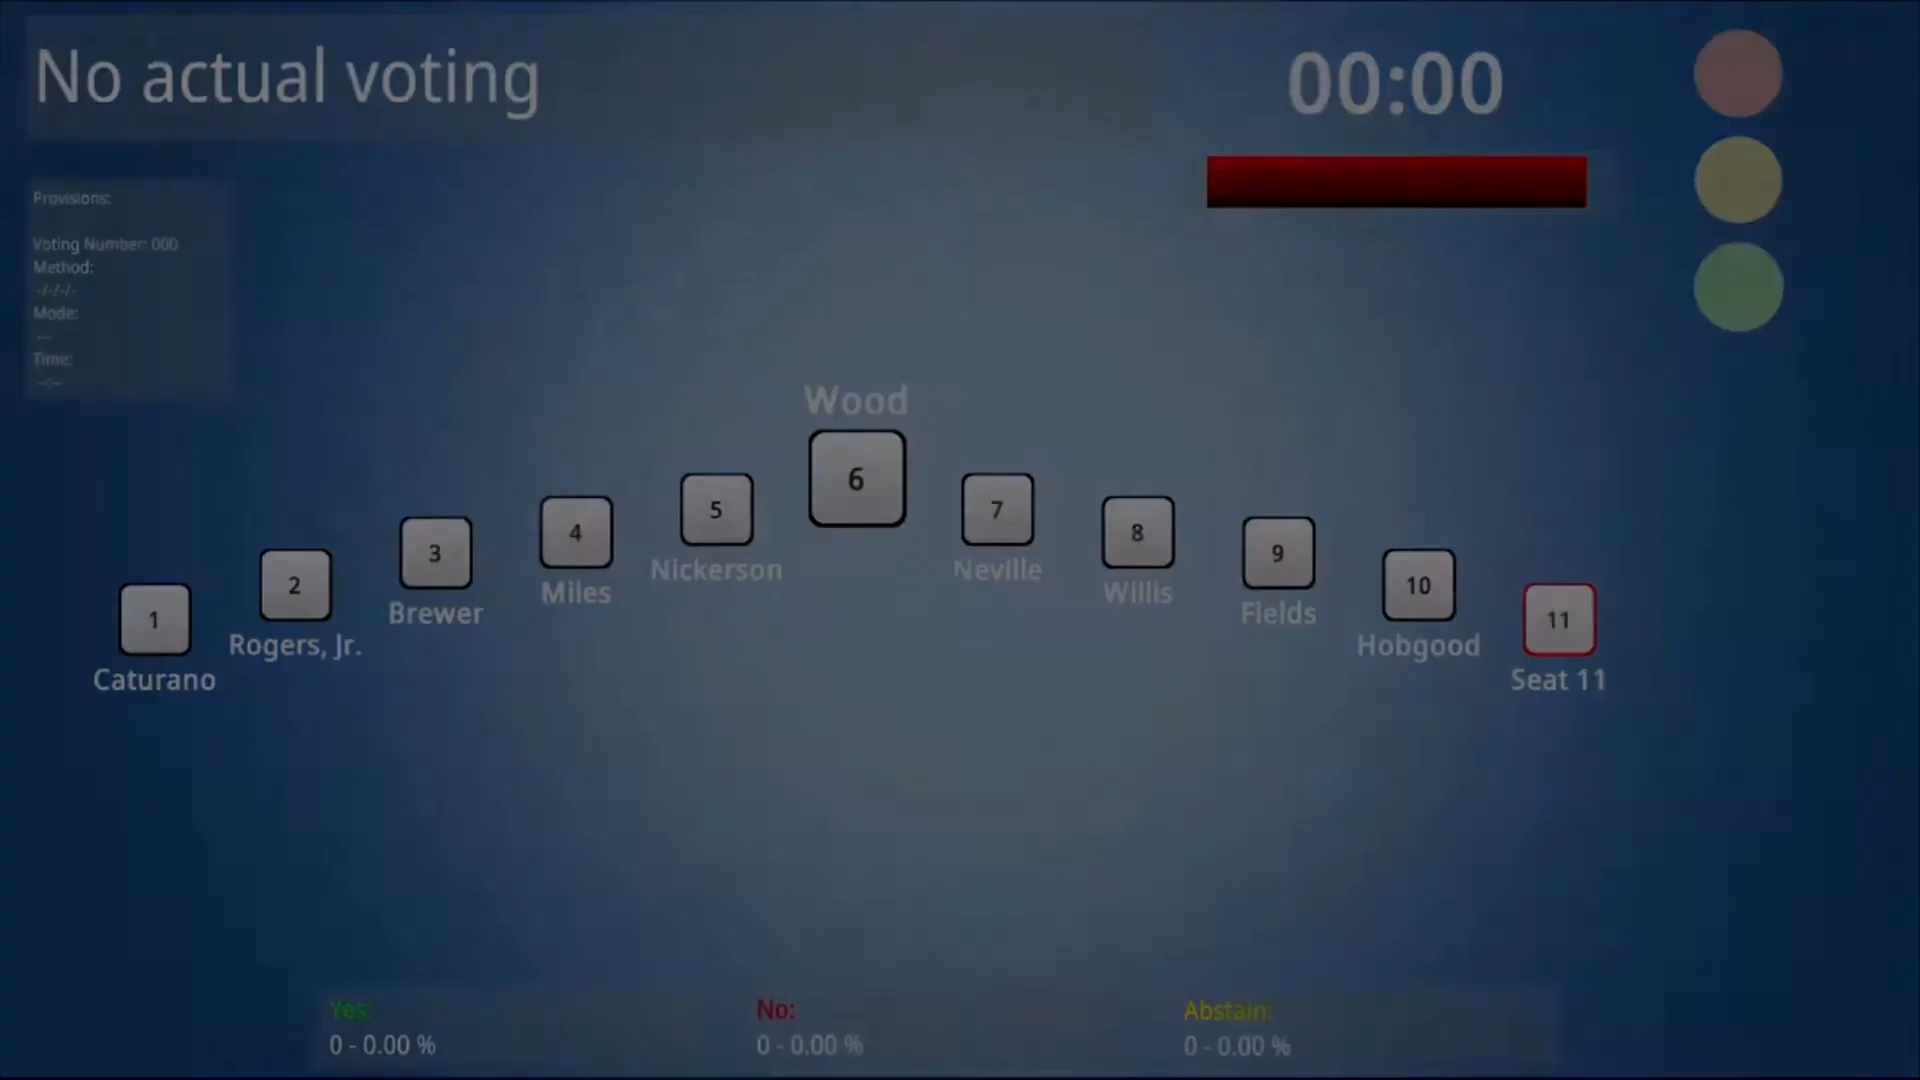 No actual voting
00:00
Provisions:
Voting Number: 000
Method:
-/-/-/-
Mode:
---
Time:
--:--
Wood
6
5
Nickerson
7
Neville
4
Miles
8
Willis
3
Brewer
9
Fields
2
Rogers, Jr.
10
Hobgood
1
Caturano
11
Seat 11
Yes:
0 - 0.00 %
No:
0 - 0.00 %
Abstain:
0 - 0.00 %